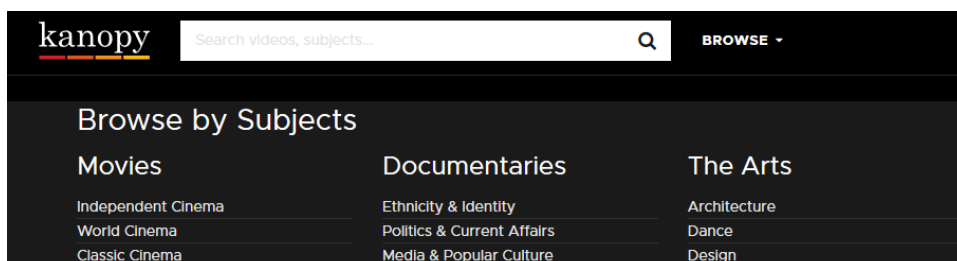 kanopy
Search videos, subjects...
BROWSE
Browse by Subjects
Movies
Independent Cinema
World Cinema
Classic Cinema
Documentaries
Ethnicity & Identity
Politics & Current Affairs
Media & Popular Culture
The Arts
Architecture
Dance
Design